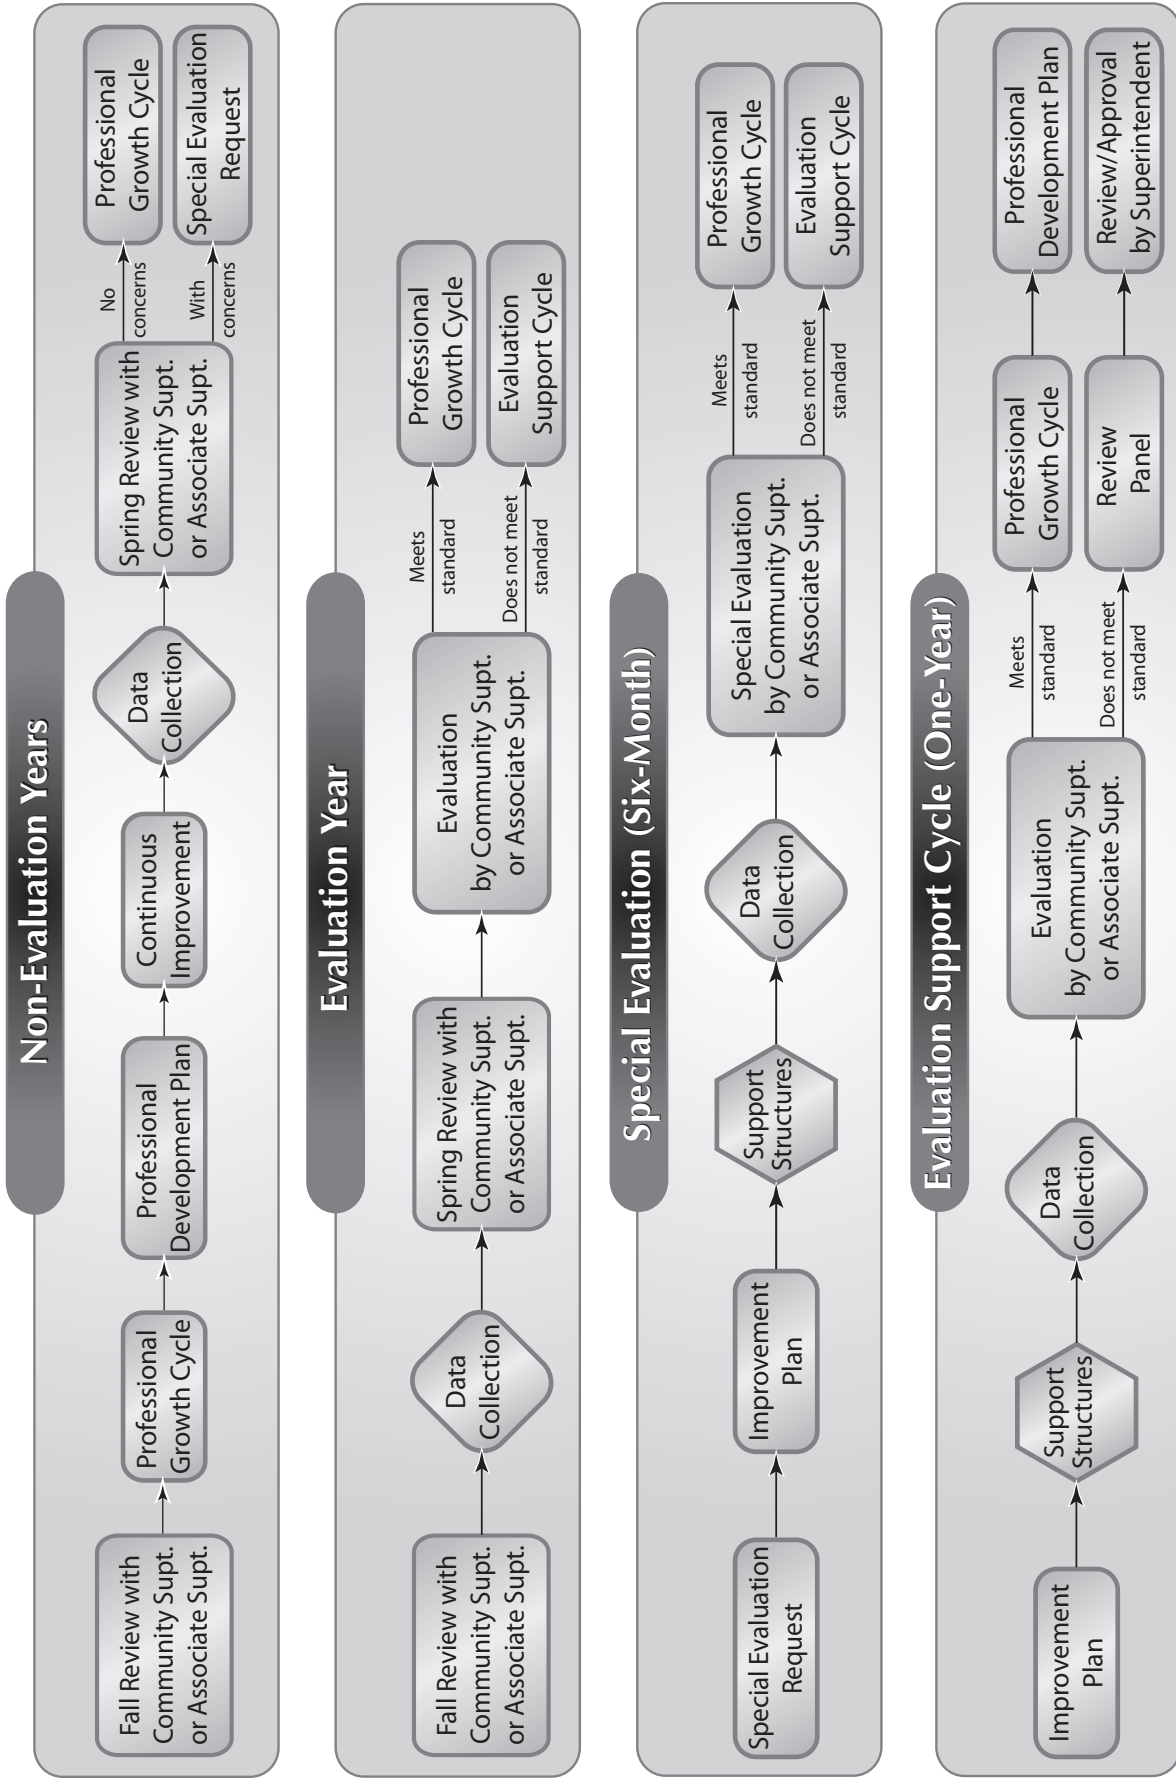 Non-Evaluation Years
Fall Review with
Community Supt.
or Associate Supt.
Professional
Growth Cycle
Professional
Development Plan
Continuous
Improvement
Data
Collection
Spring Review with
Community Supt.
or Associate Supt.
No
concerns
Professional
Growth Cycle
With
concerns
Special Evaluation
Request
Evaluation Year
Fall Review with
Community Supt.
or Associate Supt.
Data
Collection
Spring Review with
Community Supt.
or Associate Supt.
Evaluation
by Community Supt.
or Associate Supt.
Meets
standard
Professional
Growth Cycle
Does not meet
standard
Evaluation
Support Cycle
Special Evaluation (Six-Month)
Special Evaluation
Request
Improvement
Plan
Support
Structures
Data
Collection
Special Evaluation
by Community Supt.
or Associate Supt.
Meets
standard
Professional
Growth Cycle
Does not meet
standard
Evaluation
Support Cycle
Evaluation Support Cycle (One-Year)
Improvement
Plan
Support
Structures
Data
Collection
Evaluation
by Community Supt.
or Associate Supt.
Meets
standard
Professional
Growth Cycle
Professional
Development Plan
Does not meet
standard
Review
Panel
Review/Approval
by Superintendent